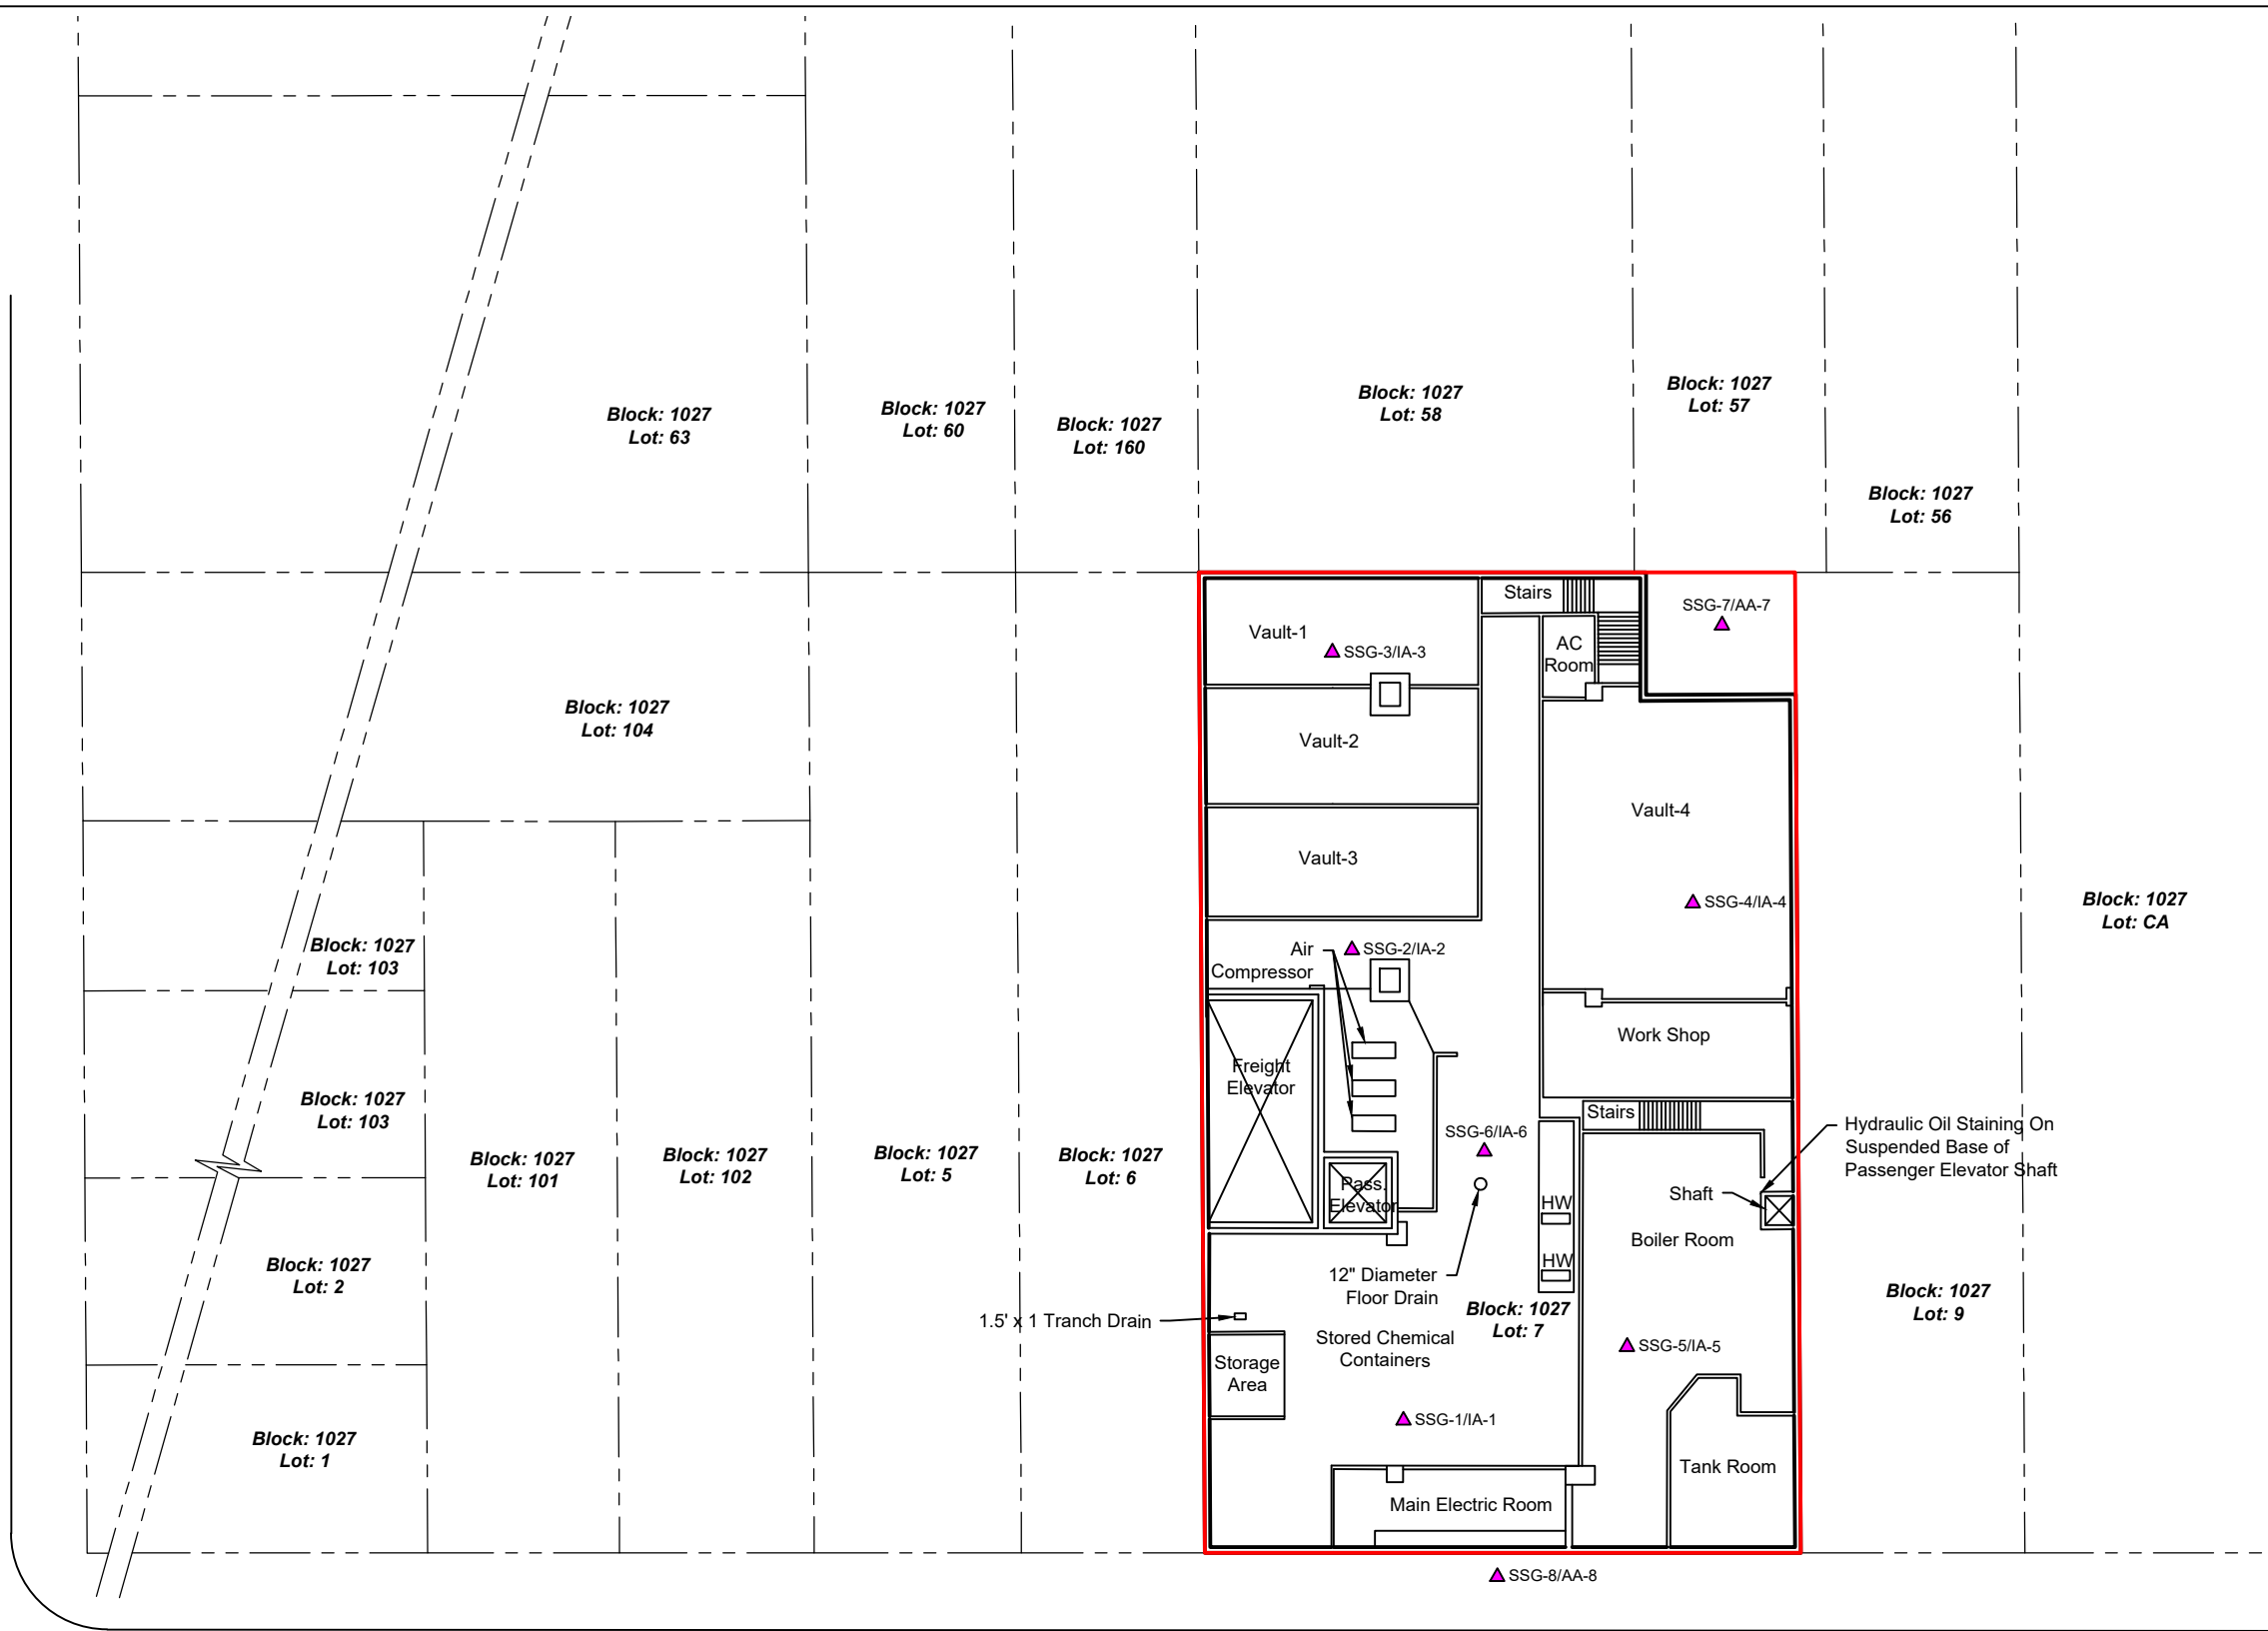 Block: 1027
Lot: 63
Block: 1027
Lot: 60
Block: 1027
Lot: 160
Block: 1027
Lot: 58
Block: 1027
Lot: 57
Block: 1027
Lot: 56
Stairs
SSG-7/AA-7
Vault-1
SSG-3/IA-3
AC
Room
Block: 1027
Lot: 104
Vault-2
Vault-4
Vault-3
SSG-4/IA-4
Block: 1027
Lot: CA
Block: 1027
Lot: 103
Air
Compressor
SSG-2/IA-2
Work Shop
Freight
Elevator
Block: 1027
Lot: 103
Stairs
Hydraulic Oil Staining On
Suspended Base of
Passenger Elevator Shaft
SSG-6/IA-6
Block: 1027
Lot: 101
Block: 1027
Lot: 102
Block: 1027
Lot: 5
Block: 1027
Lot: 6
Pass.
Elevator
HW
Shaft
Boiler Room
HW
Block: 1027
Lot: 2
12" Diameter
Floor Drain
Block: 1027
Lot: 7
Block: 1027
Lot: 9
1.5' x 1 Tranch Drain
Stored Chemical
Containers
SSG-5/IA-5
Storage
Area
SSG-1/IA-1
Block: 1027
Lot: 1
Tank Room
Main Electric Room
SSG-8/AA-8